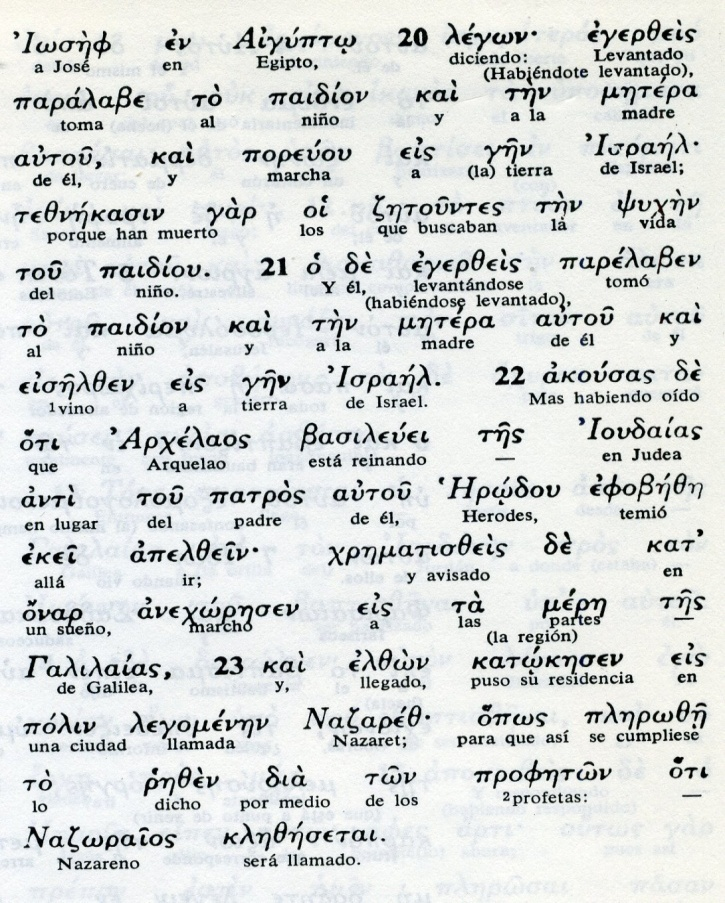 Ἰωσὴφ ἐν Αἰγύπτῳ 20 λέγων· ἐγερθεὶς
a José en Egipto, diciendo: Levantado
(Habiéndote levantado),
παράλαβε τὸ παιδίον καὶ τὴν μητέρα
toma al niño y a la madre
αὐτοῦ, καὶ πορεύου εἰς γῆν Ἰσραήλ·
de él, y marcha a (la) tierra de Israel;
τεθνήκασιν γὰρ οἱ ζητοῦντες τὴν ψυχὴν
porque han muerto los que buscaban la vida
τοῦ παιδίου. 21 ὁ δὲ ἐγερθεὶς· παρέλαβεν
del niño. Y él, levantándose tomó
(habiéndose levantado),
τὸ παιδίον καὶ τὴν μητέρα αὐτοῦ καὶ
al niño y a la madre de él y
εἰσῆλθεν εἰς γῆν Ἰσραήλ· 22 ἀκούσας δὲ
1vino a tierra de Israel. Mas habiendo oído
ὅτι Ἀρχέλαος βασιλεύει τῆς Ἰουδαίας
que Arquelao está reinando — en Judea
ἀντὶ τοῦ πατρὸς αὐτοῦ Ἡρῴδου ἐφοβήθη
en lugar del padre de él, Herodes, temió
ἐκεῖ ἀπελθεῖν· χρηματισθεὶς δὲ κατ'
allá ir; y avisado en
ὄναρ ἀνεχώρησεν εἰς τὰ μέρη τῆς
un sueño, marchó a las partes —
(la región)
Γαλιλαίας, 23 καὶ ἐλθὼν κατῴκησεν εἰς
de Galilea, y, llegado, puso su residencia en
πόλιν λεγομένην Ναζαρέθ· ὅπως πληρωθῇ
una ciudad llamada Nazaret; para que así se cumpliese
τὸ ῥηθὲν διὰ τῶν προφητῶν ὅτι
lo dicho por medio de los 2profetas: —
Ναζωραῖος κληθήσεται.
Nazareno será llamado.